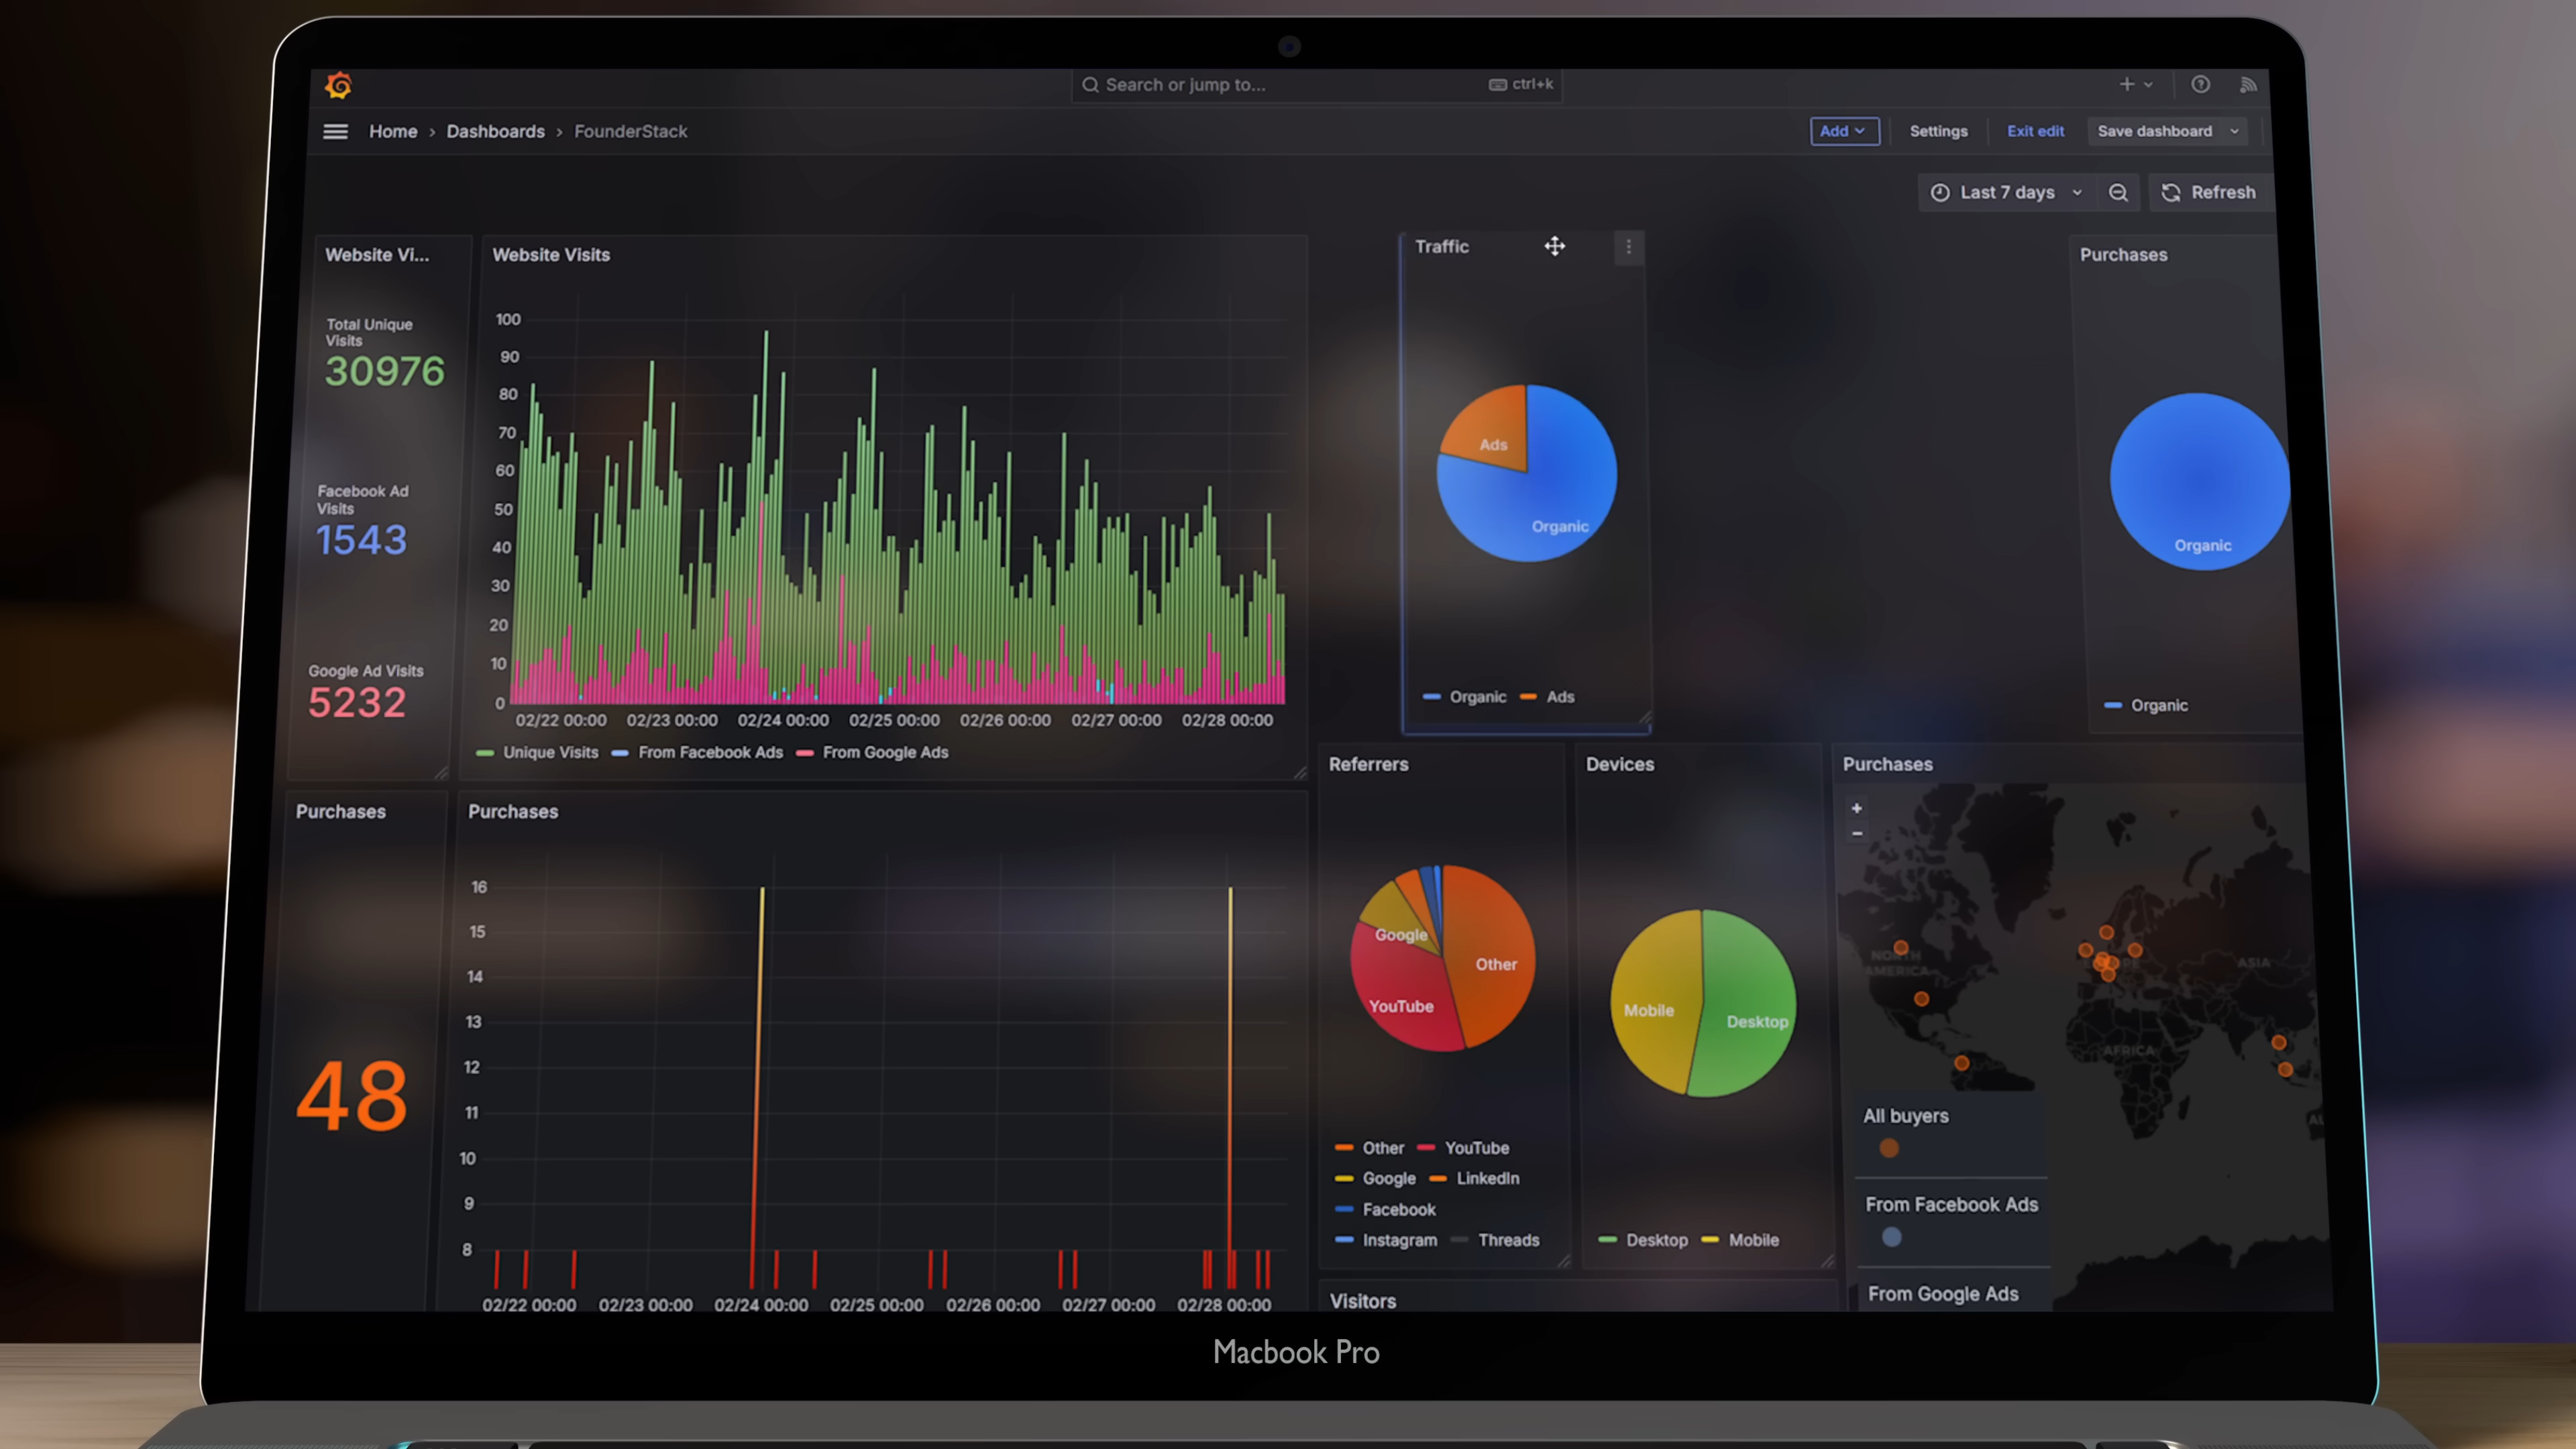 Search or jump to... ctrl+k
Home › Dashboards › FounderStack
Add Settings Exit edit Save dashboard
Last 7 days Refresh
Website Vi...
Total Unique
Visits
30976
Facebook Ad
Visits
1543
Google Ad Visits
5232
Website Visits
100
90
80
70
60
50
40
30
20
10
0
02/22 00:00 02/23 00:00 02/24 00:00 02/25 00:00 02/26 00:00 02/27 00:00 02/28 00:00
Unique Visits From Facebook Ads From Google Ads
Traffic
Ads
Organic
Organic Ads
Purchases
Organic
Organic
Purchases
48
Purchases
16
15
14
13
12
11
10
9
8
02/22 00:00 02/23 00:00 02/24 00:00 02/25 00:00 02/26 00:00 02/27 00:00 02/28 00:00
Referrers
Google
Other
YouTube
Other YouTube
Google LinkedIn
Facebook
Instagram Threads
Devices
Mobile
Desktop
Desktop Mobile
Purchases
+
−
NORTH
AMERICA
ASIA
AFRICA
All buyers
From Facebook Ads
From Google Ads
Visitors
Macbook Pro